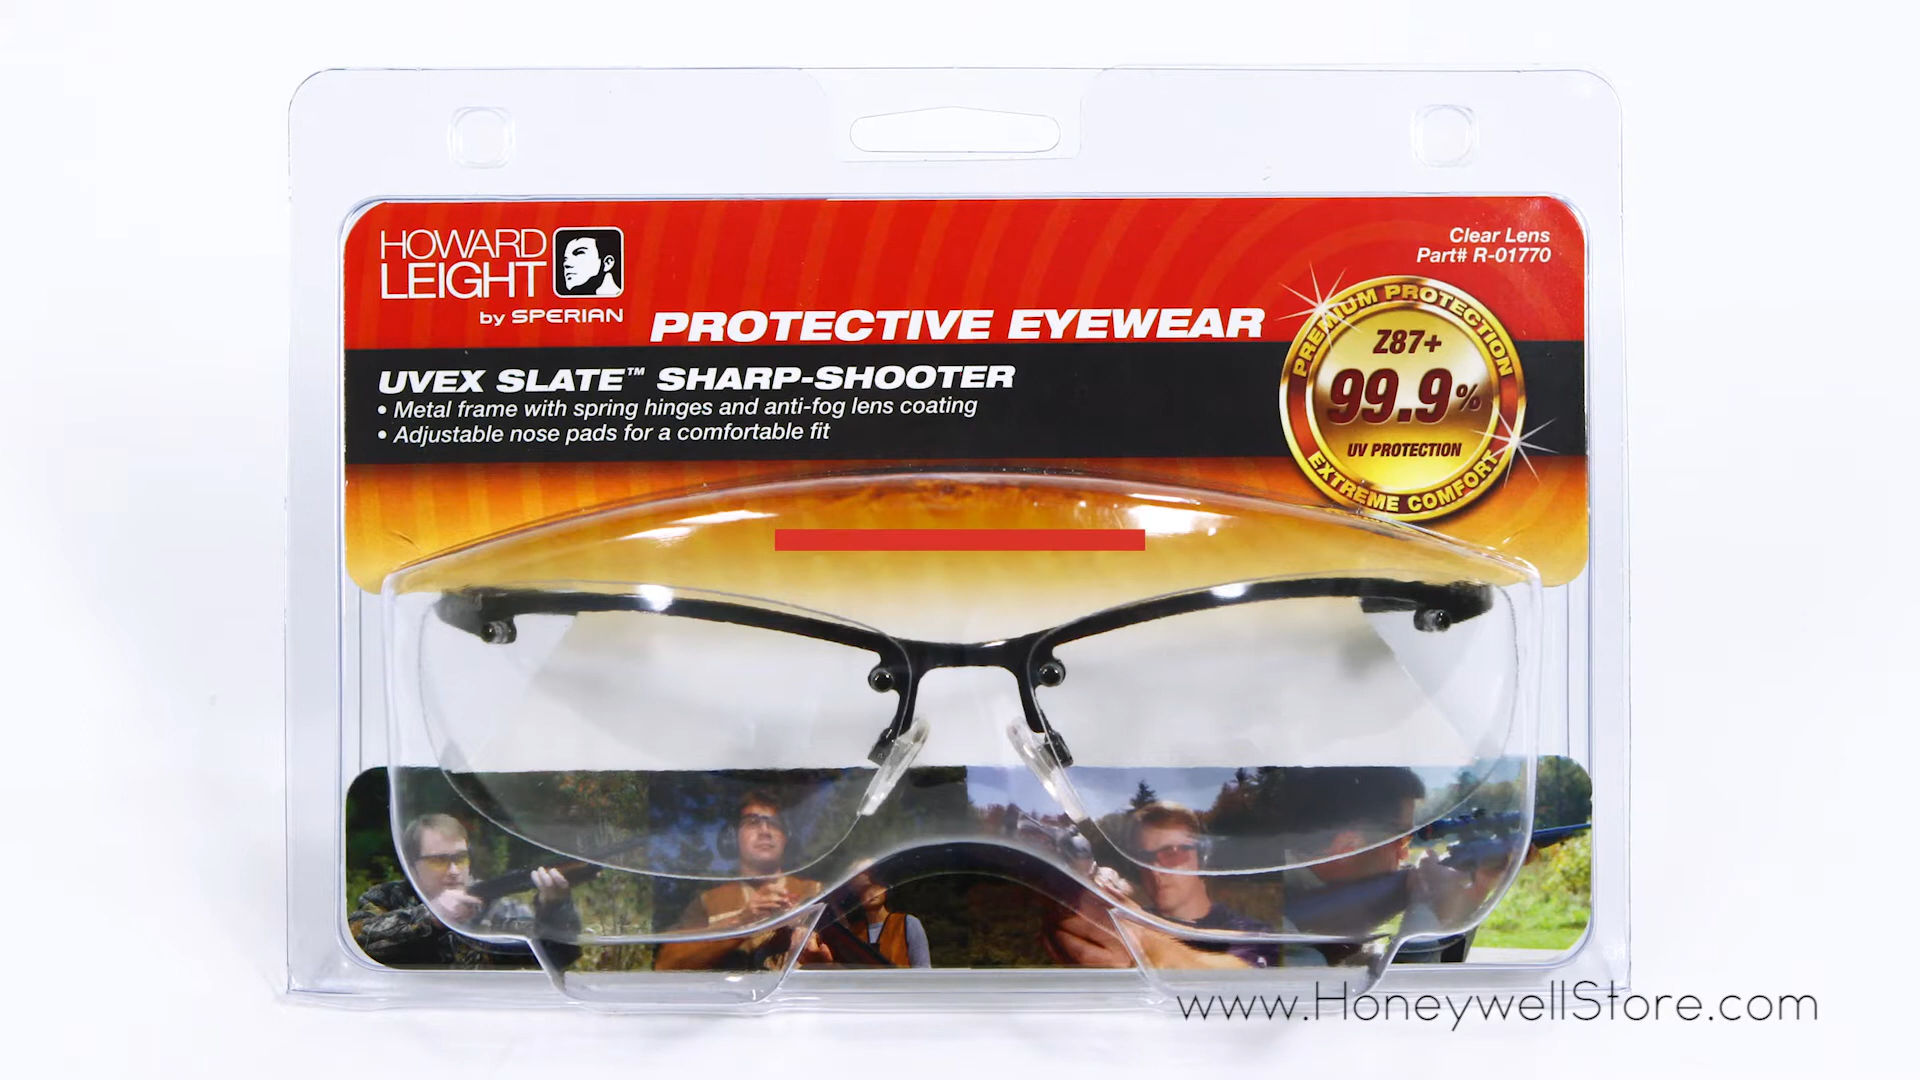 HOWARD
LEIGHT
by SPERIAN
Clear Lens
Part# R-01770
PROTECTIVE EYEWEAR
UVEX SLATE™ SHARP-SHOOTER
• Metal frame with spring hinges and anti-fog lens coating
• Adjustable nose pads for a comfortable fit
PREMIUM PROTECTION
Z87+
99.9%
UV PROTECTION
EXTREME COMFORT
www.HoneywellStore.com